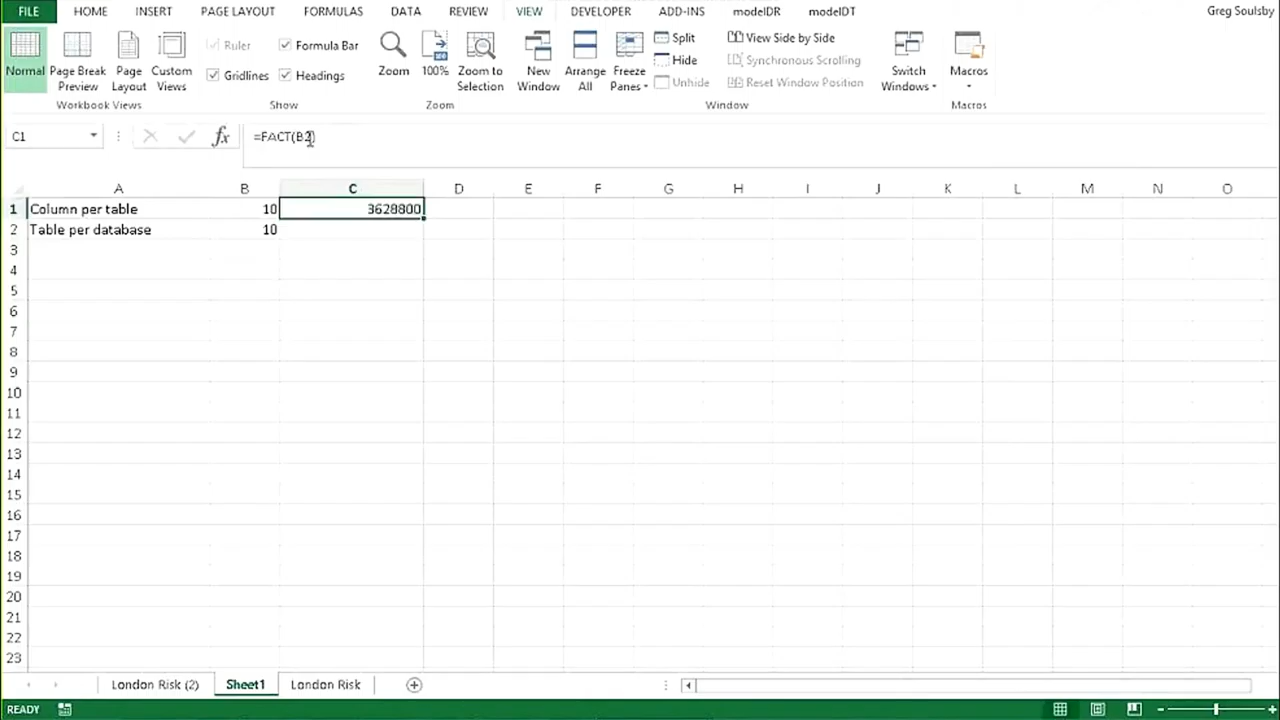 FILE HOME INSERT PAGE LAYOUT FORMULAS DATA REVIEW VIEW DEVELOPER ADD-INS modelDR modelDT Greg Soulsby
Normal Page Break Preview Page Layout Custom Views
Ruler Formula Bar
Gridlines Headings
Zoom 100% Zoom to Selection
New Window Arrange All Freeze Panes
Split View Side by Side
Hide Synchronous Scrolling
Unhide Reset Window Position
Switch Windows Macros
Workbook Views Show Zoom Window Macros
C1 fx =FACT(B2)
A B C D E F G H I J K L M N O
1 Column per table 10 3628800
2 Table per database 10
3
4
5
6
7
8
9
10
11
12
13
14
15
16
17
18
19
20
21
22
23
London Risk (2) Sheet1 London Risk
READY